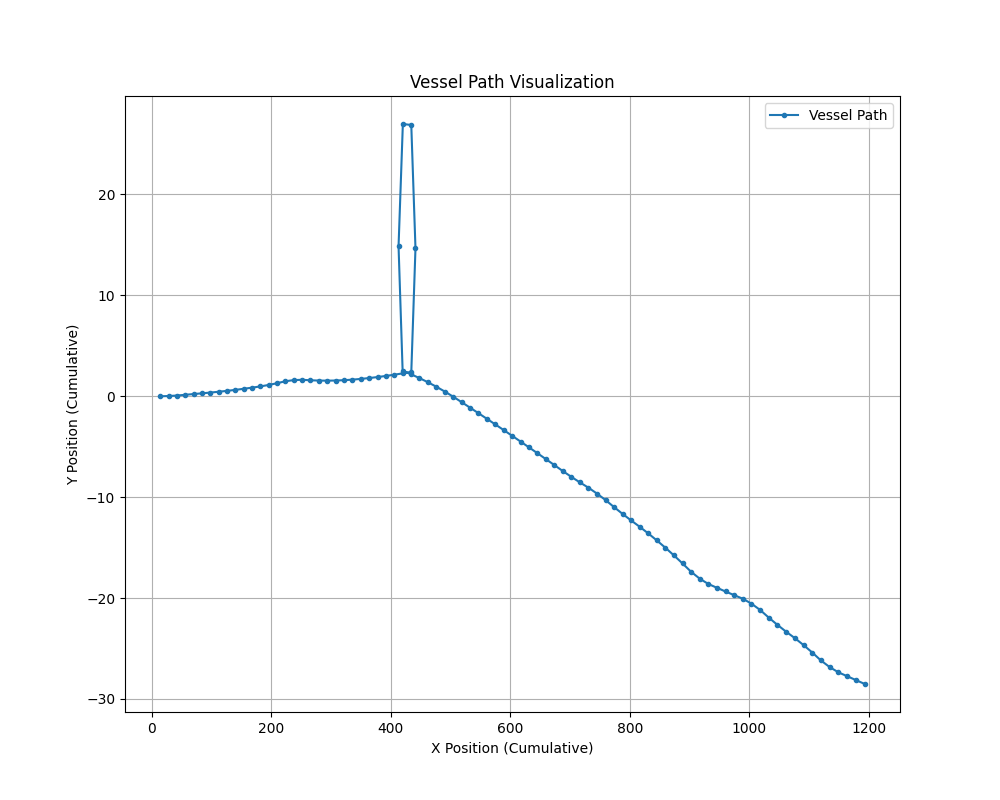 Vessel Path Visualization
Vessel Path
20
10
0
−10
−20
−30
Y Position (Cumulative)
0 200 400 600 800 1000 1200
X Position (Cumulative)